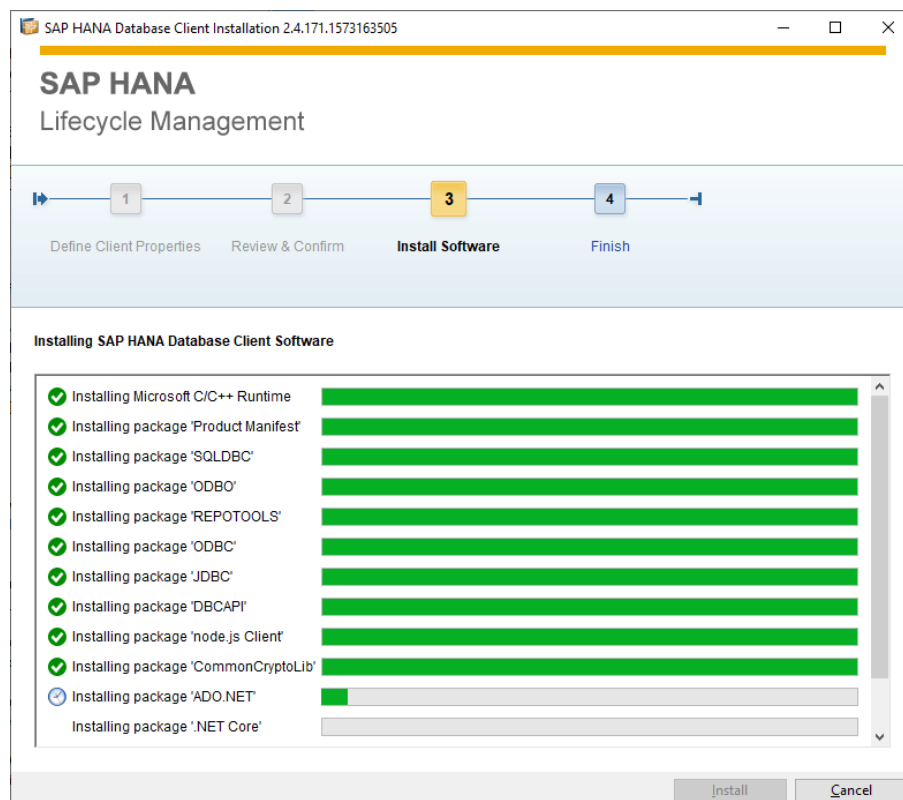 SAP HANA Database Client Installation 2.4.171.1573163505
SAP HANA
Lifecycle Management
1 2 3 4
Define Client Properties Review & Confirm Install Software Finish
Installing SAP HANA Database Client Software
Installing Microsoft C/C++ Runtime
Installing package 'Product Manifest'
Installing package 'SQLDBC'
Installing package 'ODBO'
Installing package 'REPOTOOLS'
Installing package 'ODBC'
Installing package 'JDBC'
Installing package 'DBCAPI'
Installing package 'node.js Client'
Installing package 'CommonCryptoLib'
Installing package 'ADO.NET'
Installing package '.NET Core'
Install Cancel